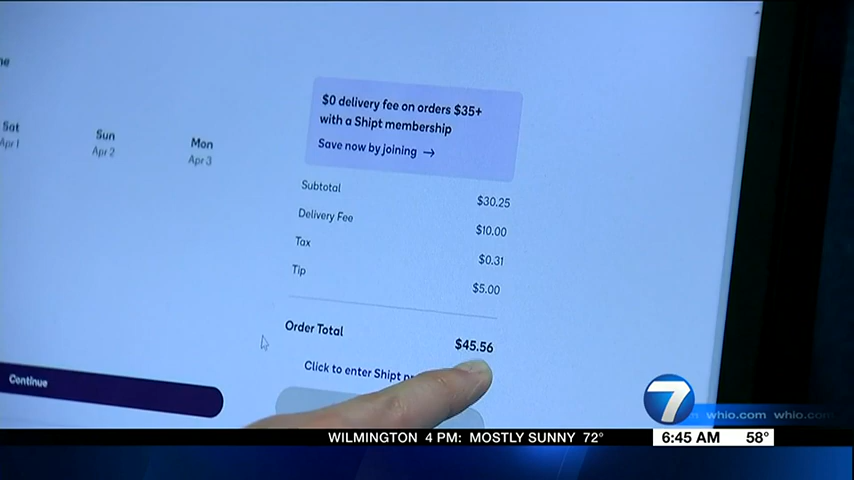 ne
Sat
Apr 1
Sun
Apr 2
Mon
Apr 3
$0 delivery fee on orders $35+
with a Shipt membership
Save now by joining →
Subtotal $30.25
Delivery Fee $10.00
Tax $0.31
Tip $5.00
Order Total $45.56
Click to enter Shipt
Continue
7
whio.com whio.com
WILMINGTON 4 PM: MOSTLY SUNNY 72°
6:45 AM 58°